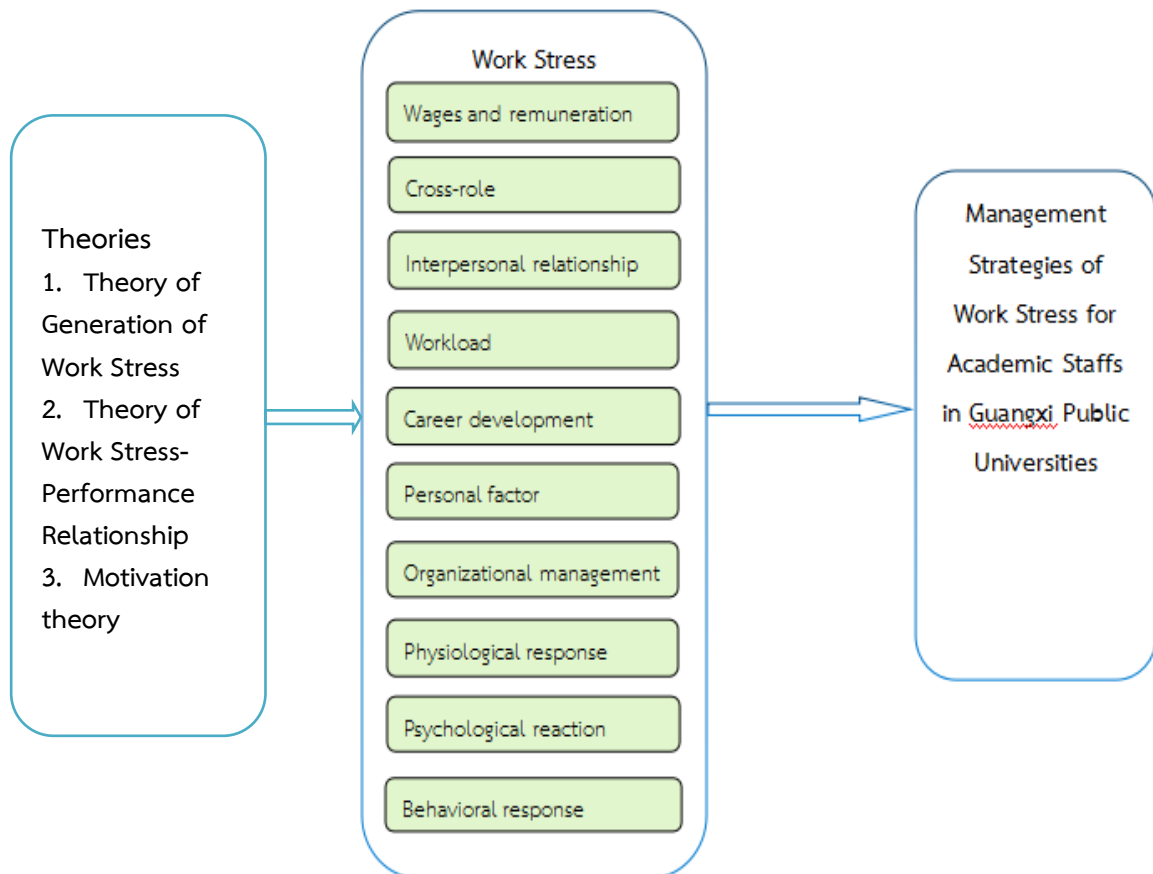 Theories
1. Theory of
Generation of
Work Stress
2. Theory of
Work Stress-
Performance
Relationship
3. Motivation
theory
Work Stress
Wages and remuneration
Cross-role
Interpersonal relationship
Workload
Career development
Personal factor
Organizational management
Physiological response
Psychological reaction
Behavioral response
Management
Strategies of
Work Stress for
Academic Staffs
in Guangxi Public
Universities